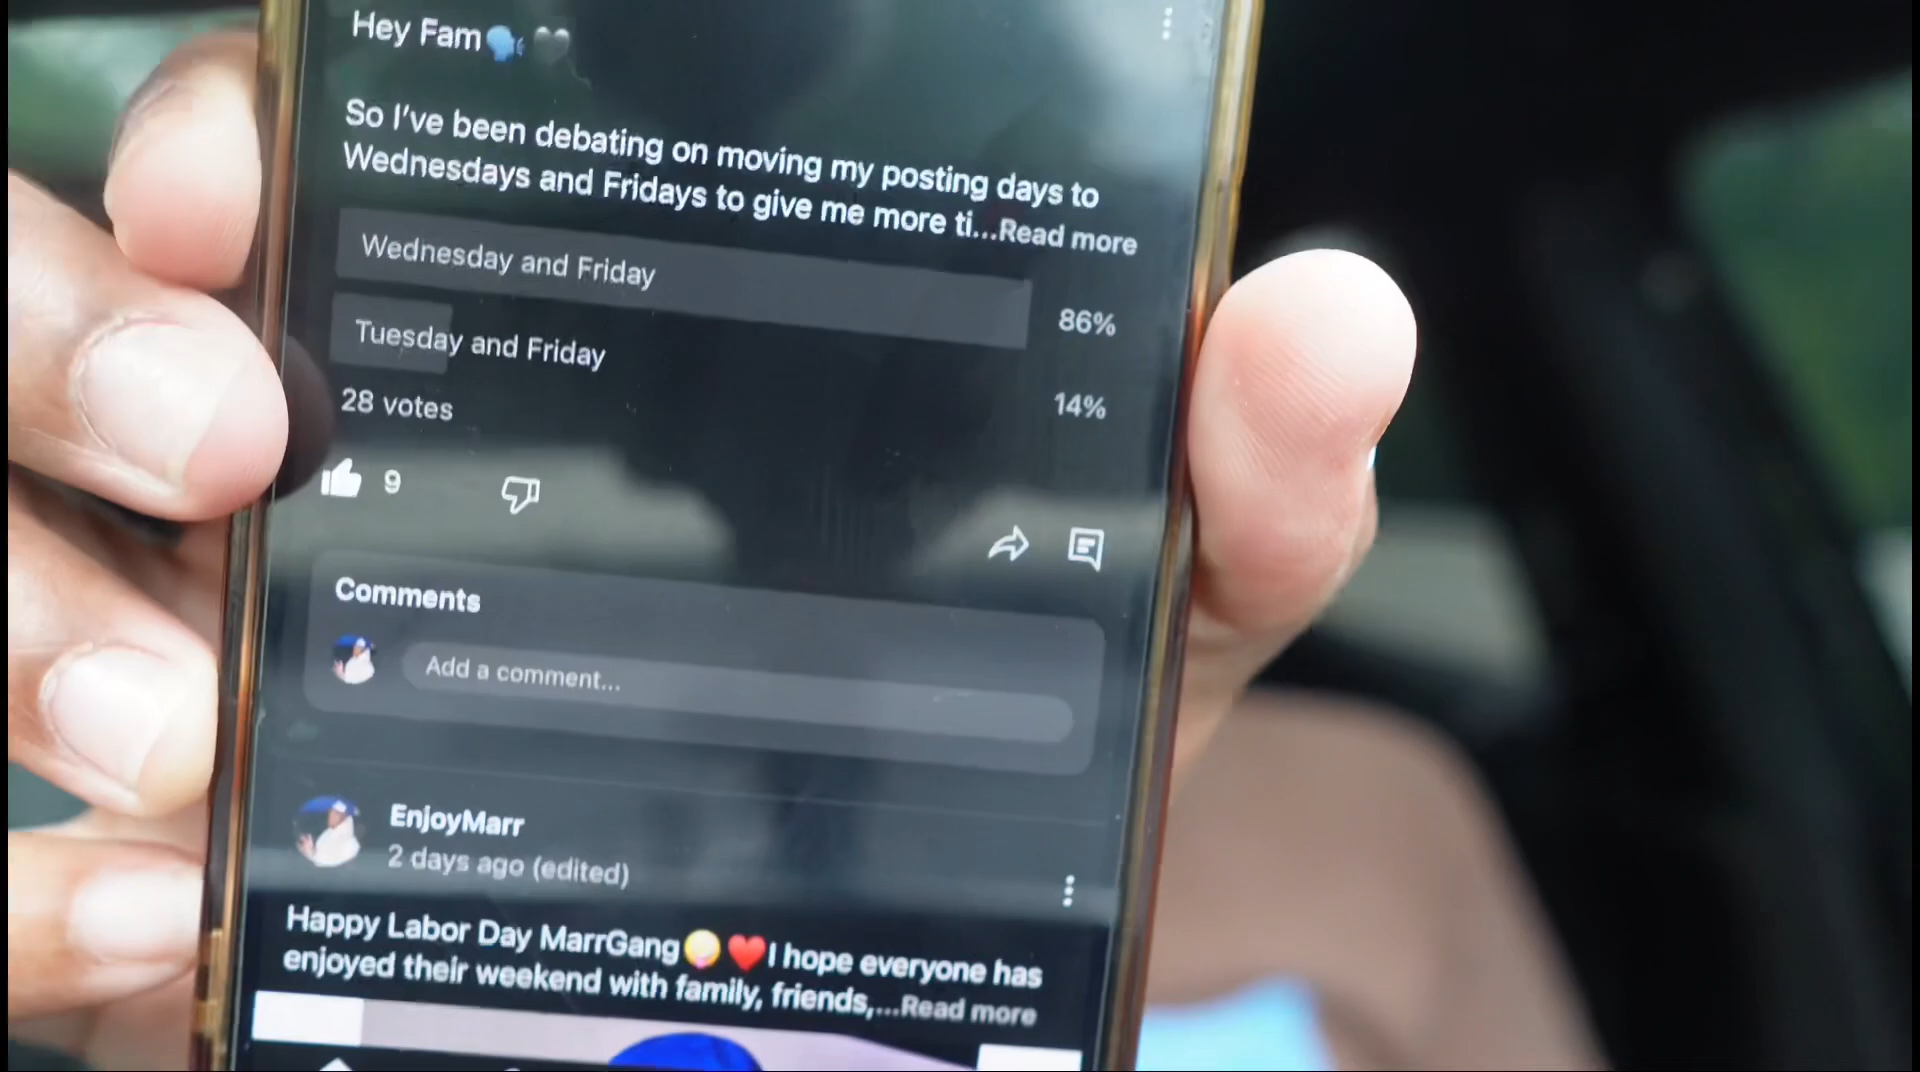 Hey Fam🗣️🖤
So I've been debating on moving my posting days to
Wednesdays and Fridays to give me more ti...Read more
Wednesday and Friday
86%
Tuesday and Friday
14%
28 votes
9
Comments
Add a comment...
EnjoyMarr
2 days ago (edited)
Happy Labor Day MarrGang😜❤️I hope everyone has
enjoyed their weekend with family, friends,...Read more